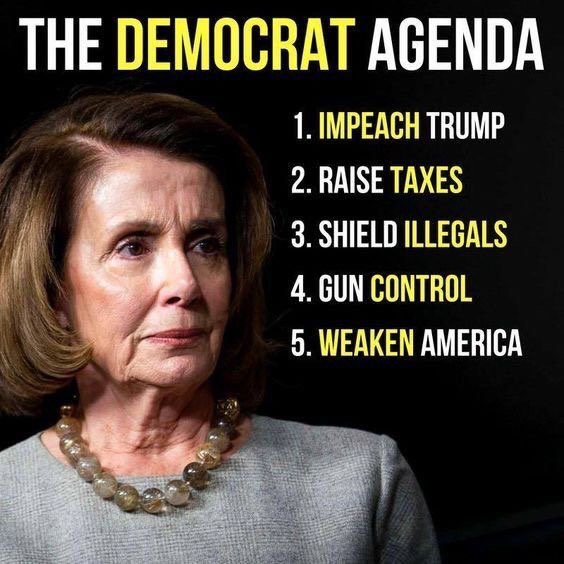 THE DEMOCRAT AGENDA
1. IMPEACH TRUMP
2. RAISE TAXES
3. SHIELD ILLEGALS
4. GUN CONTROL
5. WEAKEN AMERICA